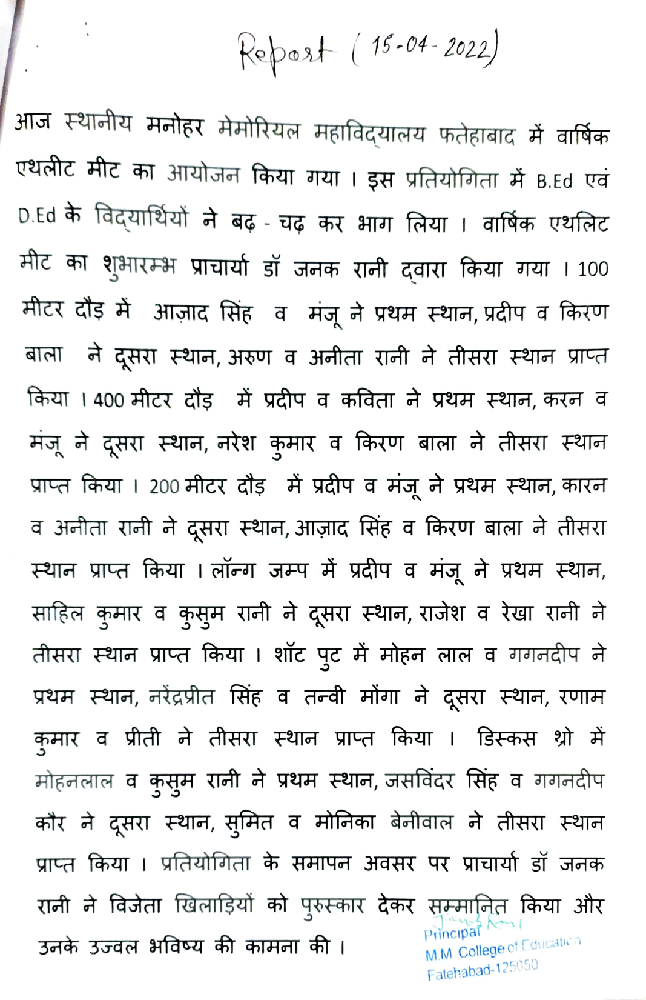 Report (15-04-2022)
आज स्थानीय मनोहर मेमोरियल महाविद्यालय फतेहाबाद में वार्षिक
एथलीट मीट का आयोजन किया गया । इस प्रतियोगिता में B.Ed एवं
D.Ed के विद्यार्थियों ने बढ़ - चढ़ कर भाग लिया । वार्षिक एथलिट
मीट का शुभारम्भ प्राचार्या डॉ जनक रानी द्वारा किया गया । 100
मीटर दौड़ में आज़ाद सिंह व मंजू ने प्रथम स्थान, प्रदीप व किरण
बाला ने दूसरा स्थान, अरुण व अनीता रानी ने तीसरा स्थान प्राप्त
किया । 400 मीटर दौड़ में प्रदीप व कविता ने प्रथम स्थान, करन व
मंजू ने दूसरा स्थान, नरेश कुमार व किरण बाला ने तीसरा स्थान
प्राप्त किया । 200 मीटर दौड़ में प्रदीप व मंजू ने प्रथम स्थान, कारन
व अनीता रानी ने दूसरा स्थान, आज़ाद सिंह व किरण बाला ने तीसरा
स्थान प्राप्त किया । लॉन्ग जम्प में प्रदीप व मंजू ने प्रथम स्थान,
साहिल कुमार व कुसुम रानी ने दूसरा स्थान, राजेश व रेखा रानी ने
तीसरा स्थान प्राप्त किया । शॉट पुट में मोहन लाल व गगनदीप ने
प्रथम स्थान, नरेंद्रप्रीत सिंह व तन्वी मोंगा ने दूसरा स्थान, रणाम
कुमार व प्रीती ने तीसरा स्थान प्राप्त किया । डिस्कस थ्रो में
मोहनलाल व कुसुम रानी ने प्रथम स्थान, जसविंदर सिंह व गगनदीप
कौर ने दूसरा स्थान, सुमित व मोनिका बेनीवाल ने तीसरा स्थान
प्राप्त किया । प्रतियोगिता के समापन अवसर पर प्राचार्या डॉ जनक
रानी ने विजेता खिलाड़ियों को पुरुस्कार देकर सम्मानित किया और
उनके उज्वल भविष्य की कामना की ।
Principal
M.M. College of Education
Fatehabad-125050